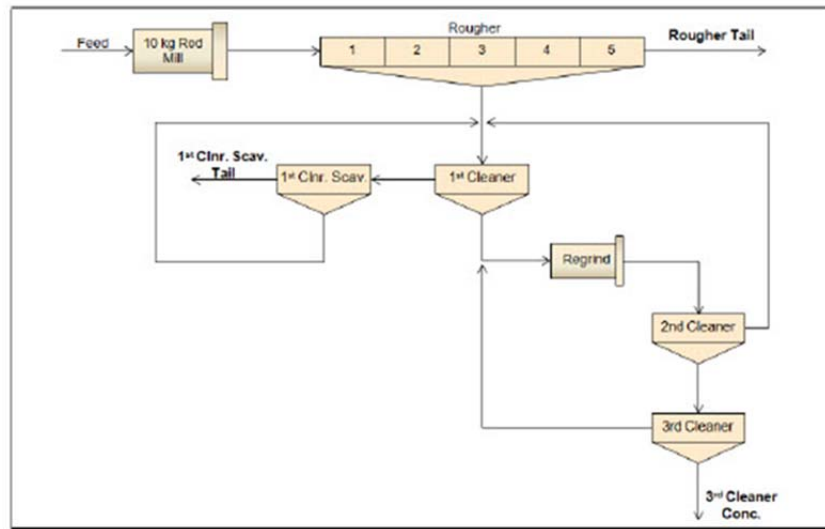 Feed
10 kg Rod
Mill
Rougher
1 2 3 4 5
Rougher Tail
1st Clnr. Scav.
Tail
1st Clnr. Scav.
1st Cleaner
Regrind
2nd Cleaner
3rd Cleaner
3rd Cleaner
Conc.